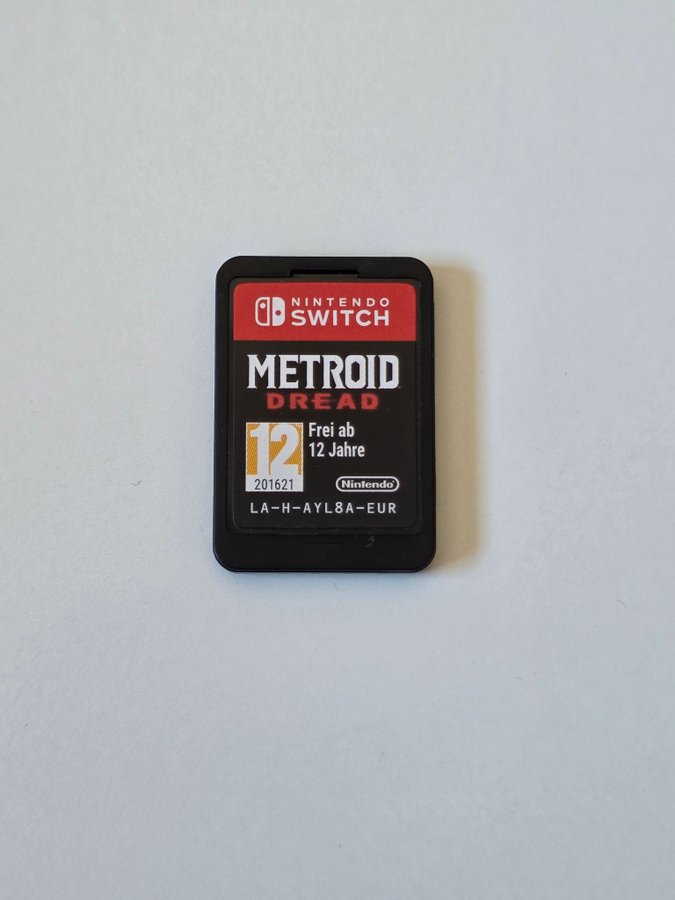 NINTENDO
SWITCH
METROID
DREAD
12
201621
Frei ab
12 Jahre
Nintendo
LA-H-AYL8A-EUR